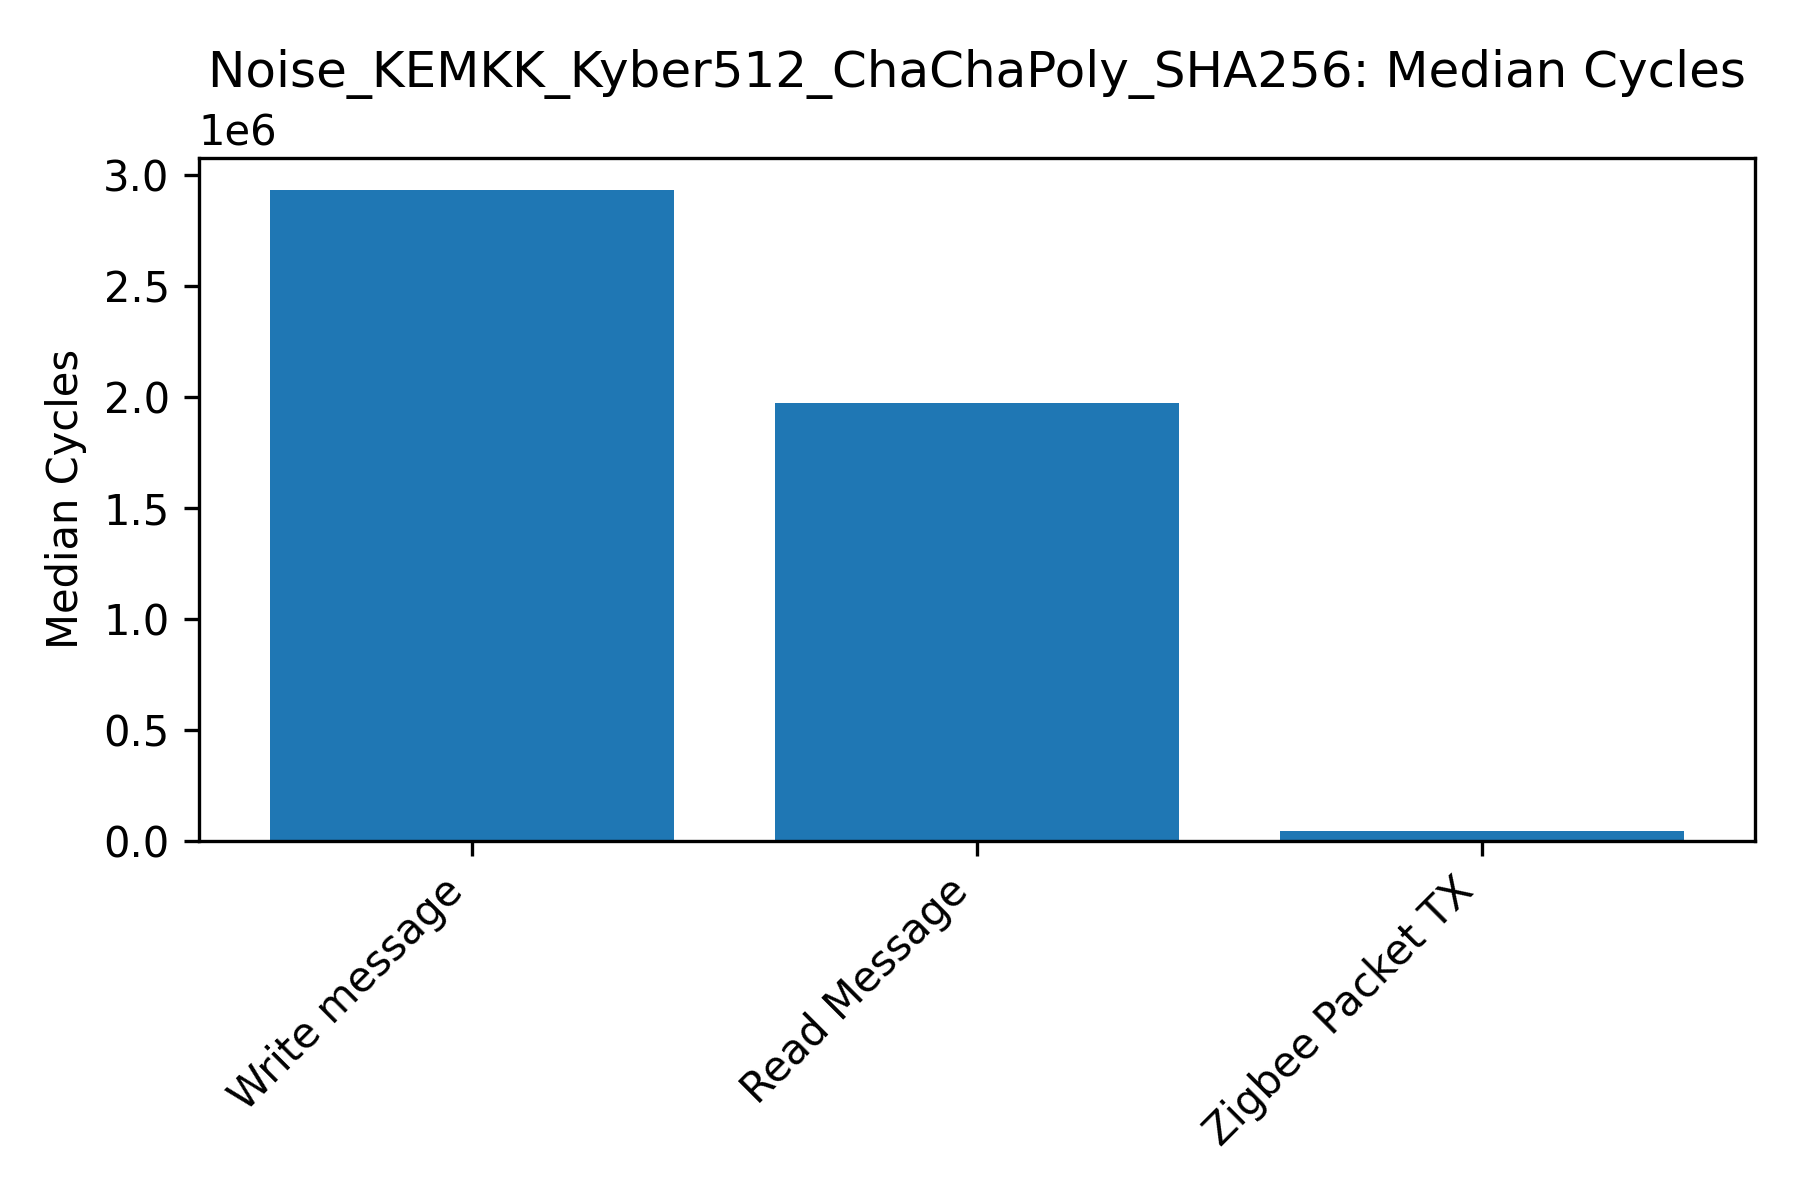 Noise_KEMKK_Kyber512_ChaChaPoly_SHA256: Median Cycles
1e6
3.0
2.5
2.0
1.5
1.0
0.5
0.0
Median Cycles
Write message
Read Message
Zigbee Packet TX